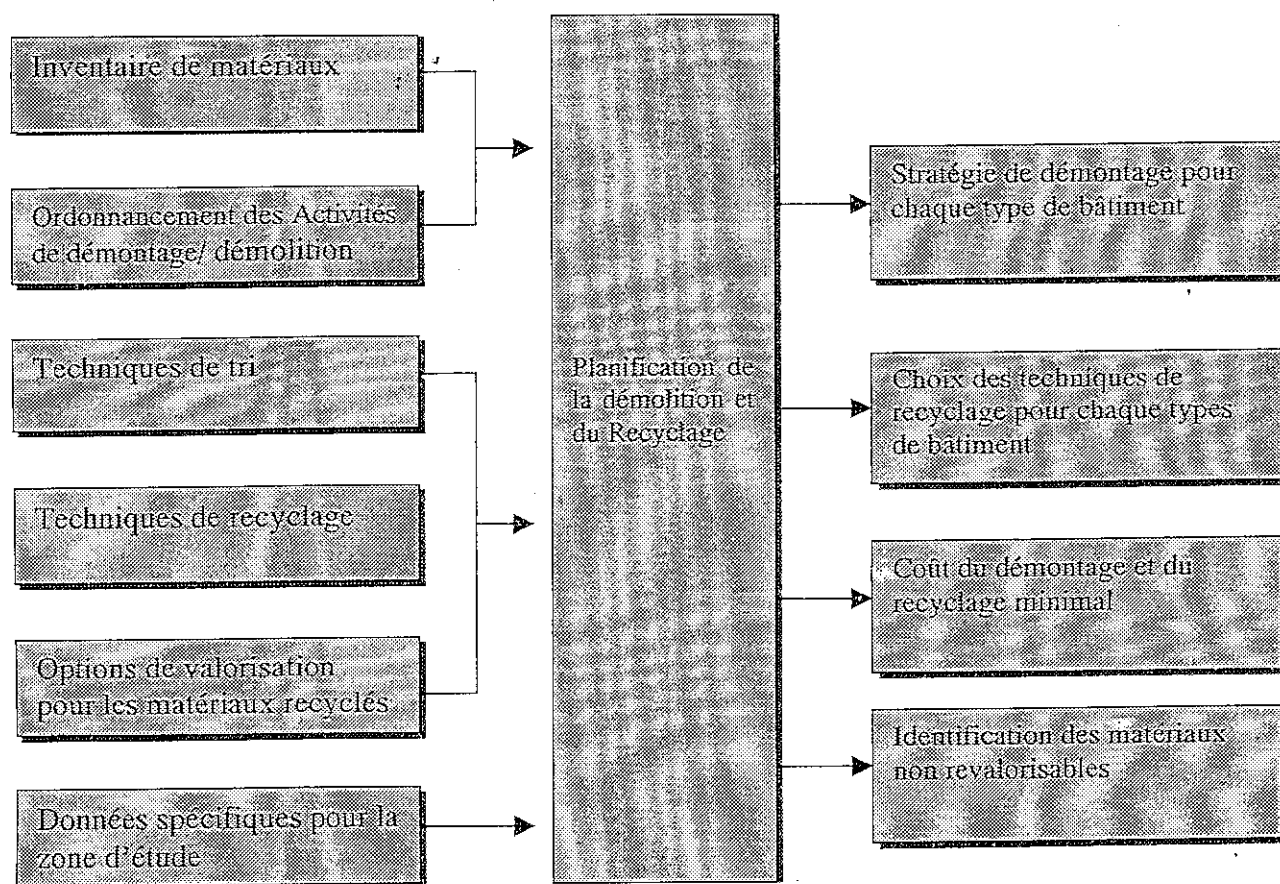 Inventaire de matériaux
Ordonnancement des Activités
de démontage/ démolition
Techniques de tri
Techniques de recyclage
Options de valorisation
pour les matériaux recyclés
Données spécifiques pour la
zone d'étude
Planification de
la démolition et
du Recyclage
Stratégie de démontage pour
chaque type de bâtiment
Choix des techniques de
recyclage pour chaque types
de bâtiment
Coût du démontage et du
recyclage minimal
Identification des matériaux
non revalorisables